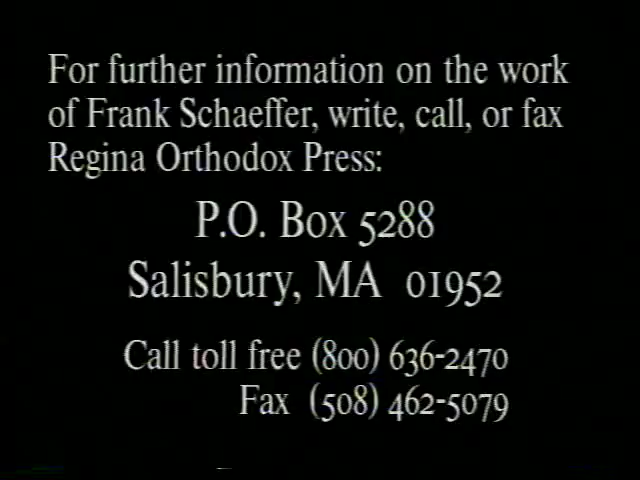 For further information on the work
of Frank Schaeffer, write, call, or fax
Regina Orthodox Press:
P.O. Box 5288
Salisbury, MA 01952
Call toll free (800) 636-2470
Fax (508) 462-5079